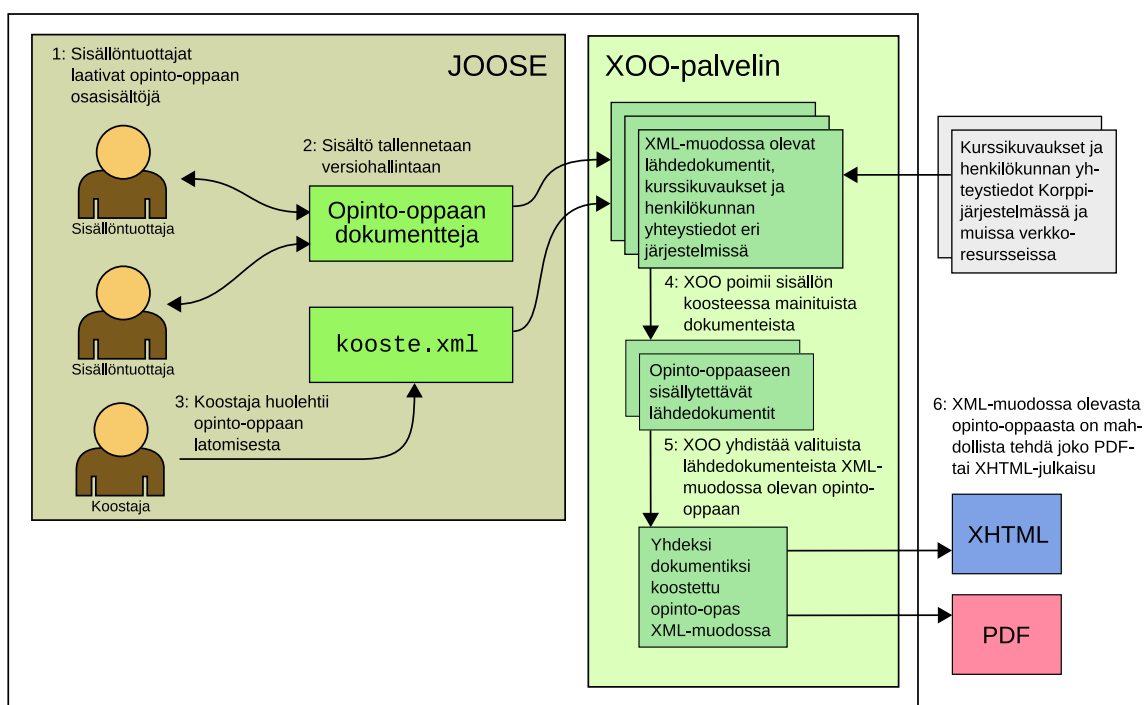 1: Sisällöntuottajat
laativat opinto-oppaan
osasisältöjä
JOOSE
Sisällöntuottaja
2: Sisältö tallennetaan
versiohallintaan
Opinto-oppaan
dokumentteja
Sisällöntuottaja
kooste.xml
3: Koostaja huolehtii
opinto-oppaan
latomisesta
Koostaja
XOO-palvelin
XML-muodossa olevat
lähdedokumentit,
kurssikuvaukset ja
henkilökunnan
yhteystiedot eri
järjestelmissä
Kurssikuvaukset ja
henkilökunnan yh-
teystiedot Korppi-
järjestelmässä ja
muissa verkko-
resursseissa
4: XOO poimii sisällön
koosteessa mainituista
dokumenteista
Opinto-oppaaseen
sisällytettävät
lähdedokumentit
5: XOO yhdistää valituista
lähdedokumenteista XML-
muodossa olevan opinto-
oppaan
Yhdeksi
dokumentiksi
koostettu
opinto-opas
XML-muodossa
6: XML-muodossa olevasta
opinto-oppaasta on mah-
dollista tehdä joko PDF-
tai XHTML-julkaisu
XHTML
PDF